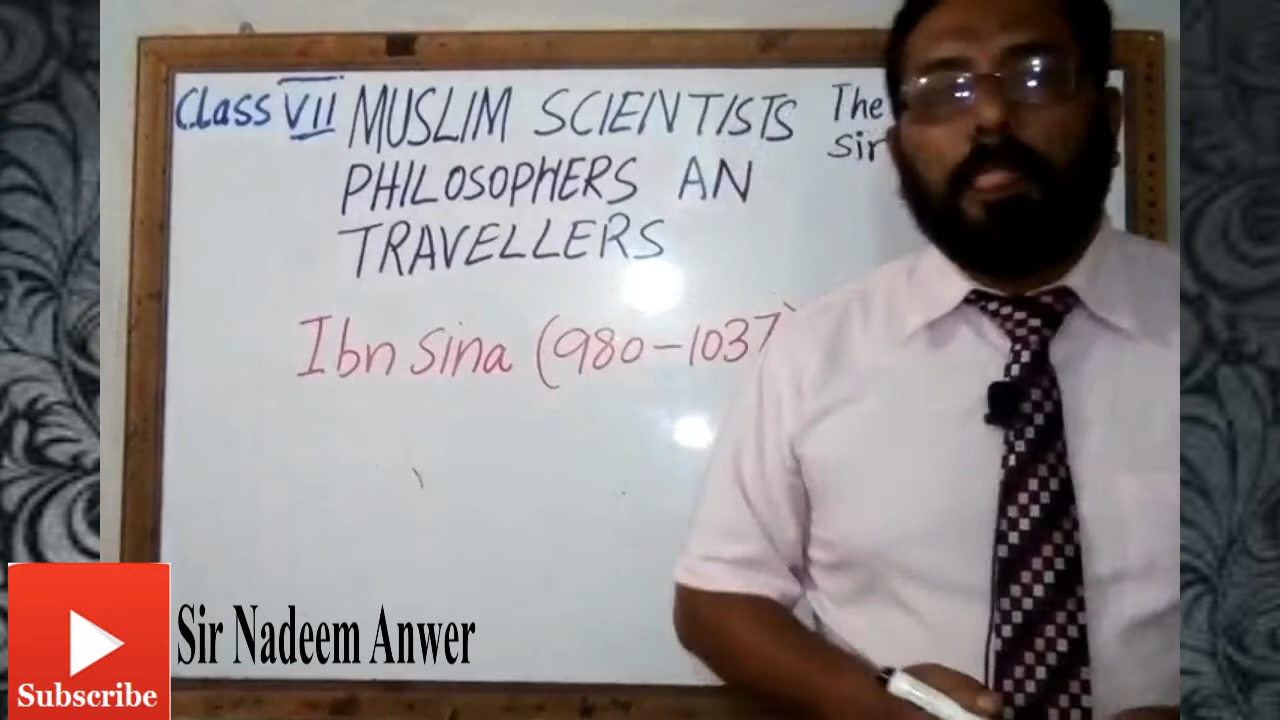 Class VII MUSLIM SCIENTISTS The
PHILOSOPHERS AN Sir
TRAVELLERS
Ibn Sina (980-1037)
Sir Nadeem Anwer
Subscribe